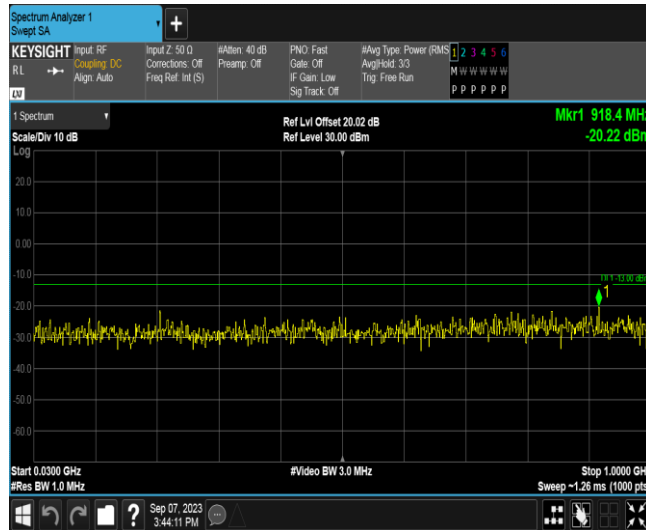 Spectrum Analyzer 1
Swept SA
+
KEYSIGHT
RL
LXI
Input: RF
Coupling: DC
Align: Auto
Input Z: 50 Ω
Corrections: Off
Freq Ref: Int (S)
#Atten: 40 dB
Preamp: Off
PNO: Fast
Gate: Off
IF Gain: Low
Sig Track: Off
#Avg Type: Power (RMS
Avg|Hold: 3/3
Trig: Free Run
1 2 3 4 5 6
M W W W W W
P P P P P P
1 Spectrum
Scale/Div 10 dB
Log
Ref Lvl Offset 20.02 dB
Ref Level 30.00 dBm
Mkr1 918.4 MHz
-20.22 dBm
20.0
10.0
0.00
-10.0
-20.0
-30.0
-40.0
-50.0
-60.0
DL1 -13.00 dBm
1
Start 0.0300 GHz
#Res BW 1.0 MHz
#Video BW 3.0 MHz
Stop 1.0000 GH
Sweep ~1.26 ms (1000 pts
?
Sep 07, 2023
3:44:11 PM